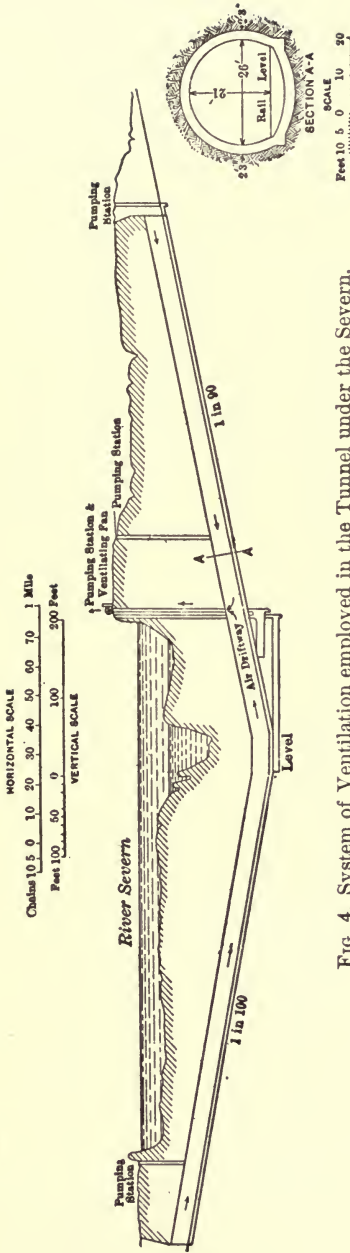 HORIZONTAL SCALE
Chains 10 5 0 10 20 30 40 50 60 70 1 Mile
Feet 100 50 0 100 200 Feet
VERTICAL SCALE
Pumping
Station
River Severn
Pumping Station &
Ventilating Fan
Pumping Station
Pumping
Station
Air Driftway
A
A
1 in 100
Level
1 in 90
8"
21'
26'
Rail Level
23"
SECTION A-A
SCALE
Feet 10 5 0 10 20
FIG. 4. System of Ventilation employed in the Tunnel under the Severn.